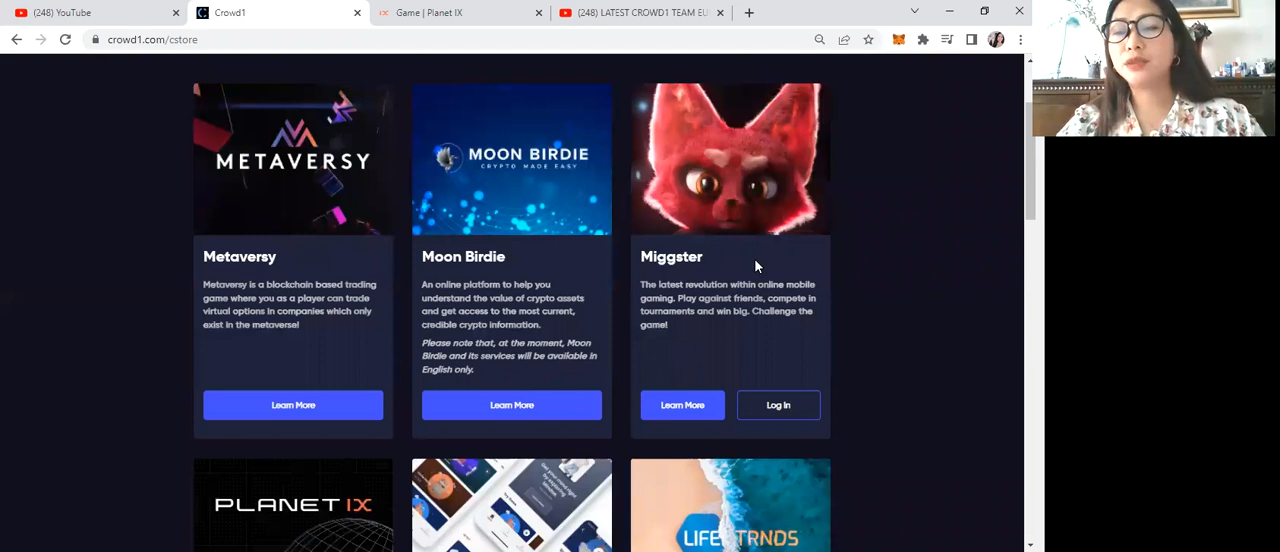 (248) YouTube
Crowd1
Game | Planet IX
(248) LATEST CROWD1 TEAM EU
crowd1.com/cstore
METAVERSY
MOON BIRDIE
CRYPTO MADE EASY
Metaversy
Metaversy is a blockchain based trading
game where you as a player can trade
virtual options in companies which only
exist in the metaverse!
Learn More
Moon Birdie
An online platform to help you
understand the value of crypto assets
and get access to the most current,
credible crypto information.
Please note that, at the moment, Moon
Birdie and its services will be available in
English only.
Learn More
Miggster
The latest revolution within online mobile
gaming. Play against friends, compete in
tournaments and win big. Challenge the
game!
Learn More
Log In
PLANET IX
LIFE TRNDS